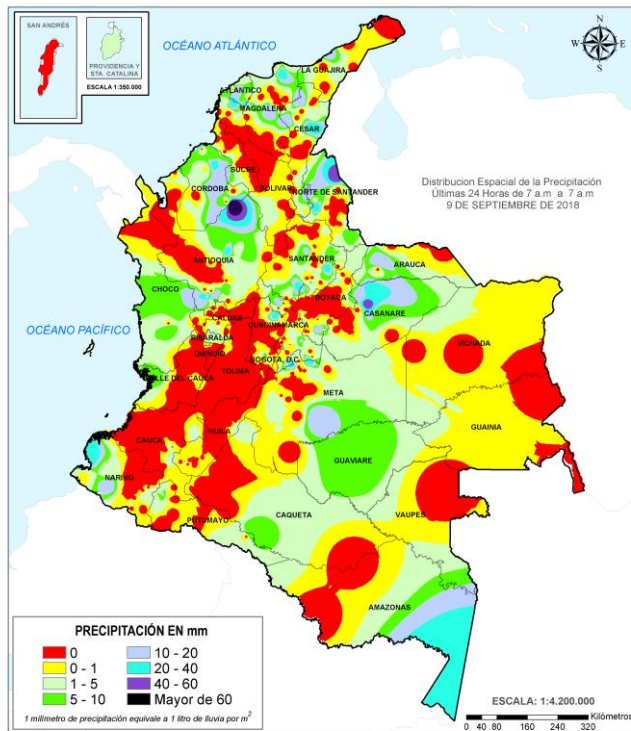 SAN ANDRÉS
PROVIDENCIA Y
STA. CATALINA
ESCALA 1:350.000
OCÉANO ATLÁNTICO
N
W
E
S
LA GUAJIRA
ATLANTICO
MAGDALENA
CESAR
SUCRE
CORDOBA
BOLIVAR
NORTE DE SANTANDER
Distribucion Espacial de la Precipitación
Últimas 24 Horas de 7 a.m a 7 a.m
9 DE SEPTIEMBRE DE 2018
ANTIOQUIA
SANTANDER
ARAUCA
CHOCO
BOYACA
CASANARE
OCÉANO PACÍFICO
CALDAS
CUNDINAMARCA
RISARALDA
VICHADA
QUINDIO
BOGOTA, D.C.
VALLE DEL CAUCA
TOLIMA
META
GUAINIA
HUILA
CAUCA
GUAVIARE
NARIÑO
CAQUETA
VAUPES
PUTUMAYO
AMAZONAS
PRECIPITACIÓN EN mm
0
0 - 1
1 - 5
5 - 10
10 - 20
20 - 40
40 - 60
Mayor de 60
1 milímetro de precipitación equivale a 1 litro de lluvia por m²
ESCALA: 1:4.200.000
Kilómetros
0 40 80 160 240 320